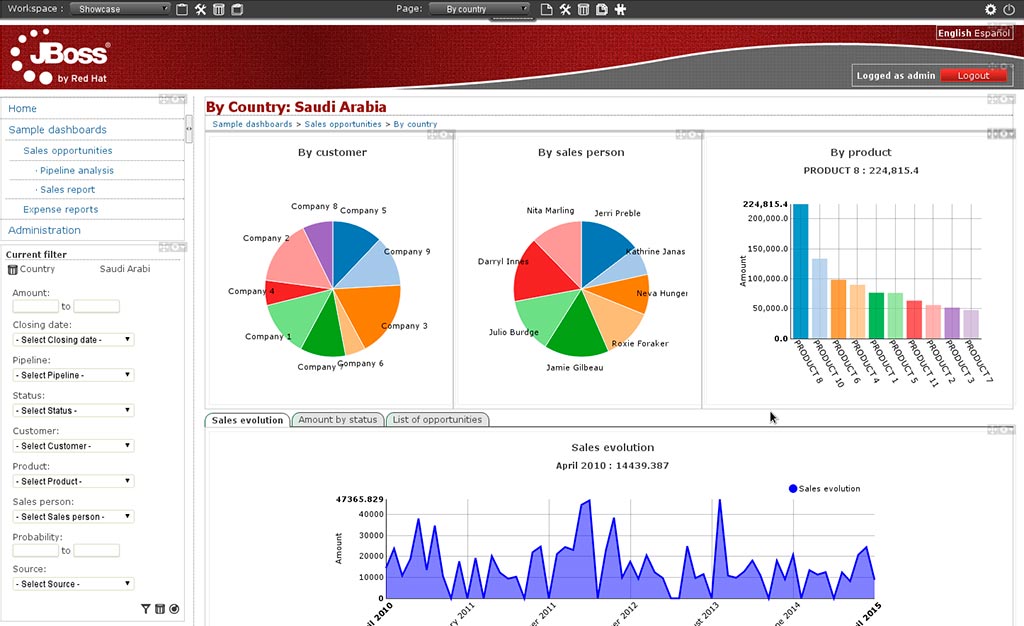 Workspace : Showcase Page: By country
English Español
JBoss®
by Red Hat
Logged as admin Logout
Home
Sample dashboards
Sales opportunities
· Pipeline analysis
· Sales report
Expense reports
Administration
Current filter
Country Saudi Arabi
Amount:
to
Closing date:
- Select Closing date -
Pipeline:
- Select Pipeline -
Status:
- Select Status -
Customer:
- Select Customer -
Product:
- Select Product -
Sales person:
- Select Sales person -
Probability:
to
Source:
- Select Source -
By Country: Saudi Arabia
Sample dashboards > Sales opportunities > By country
By customer
Company 8
Company 5
Company 2
Company 9
Company 4
Company 3
Company 1
Company 6
Company
By sales person
Nita Marling
Jerri Preble
Kathrine Janas
Darryl Innes
Neva Hunger
Julio Burdge
Roxie Foraker
Jamie Gilbeau
By product
PRODUCT 8 : 224,815.4
224,815.4
200,000.0
150,000.0
Amount
100,000.0
50,000.0
0.0
PRODUCT 8
PRODUCT 10
PRODUCT 6
PRODUCT 4
PRODUCT 1
PRODUCT 5
PRODUCT 11
PRODUCT 2
PRODUCT 3
PRODUCT 7
Sales evolution Amount by status List of opportunities
Sales evolution
April 2010 : 14439.387
Sales evolution
47365.829
40000
30000
Amount
20000
10000
0
il 2010
ry 2011
er 2011
e 2012
st 2013
ne 2014
il 2015